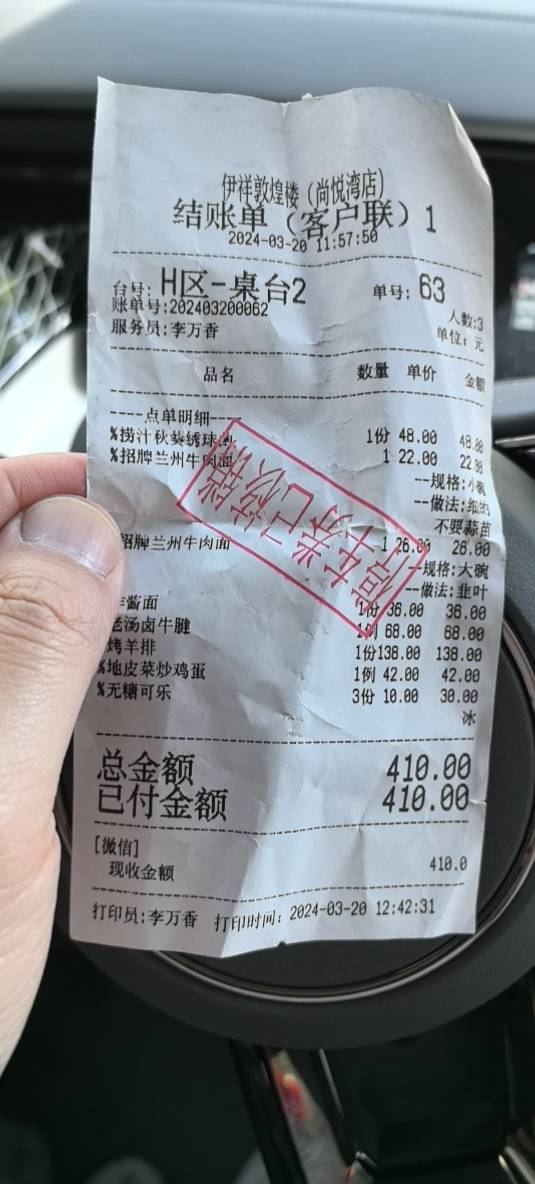 伊祥敦煌楼（尚悦湾店）
结账单（客户联）1
2024-03-20 11:57:50
台号: H区-桌台2 单号: 63
账单号:202403200062 人数:3
服务员:李万香 单位: 元
品名 数量 单价 金额
----点单明细----
%捞汁秋葵绣球 1份 48.00 48.00
%招牌兰州牛肉面 1 22.00 22.00
--规格:小碗
--做法:细的
不要蒜苗
招牌兰州牛肉面 1 26.00 26.00
--规格:大碗
--做法:韭叶
炸酱面 1份 36.00 36.00
老汤卤牛腱 1例 68.00 68.00
烤羊排 1份138.00 138.00
%地皮菜炒鸡蛋 1例 42.00 42.00
%无糖可乐 3份 10.00 30.00
冰
总金额 410.00
已付金额 410.00
[微信]
现收金额 410.0
打印员:李万香 打印时间: 2024-03-20 12:42:31